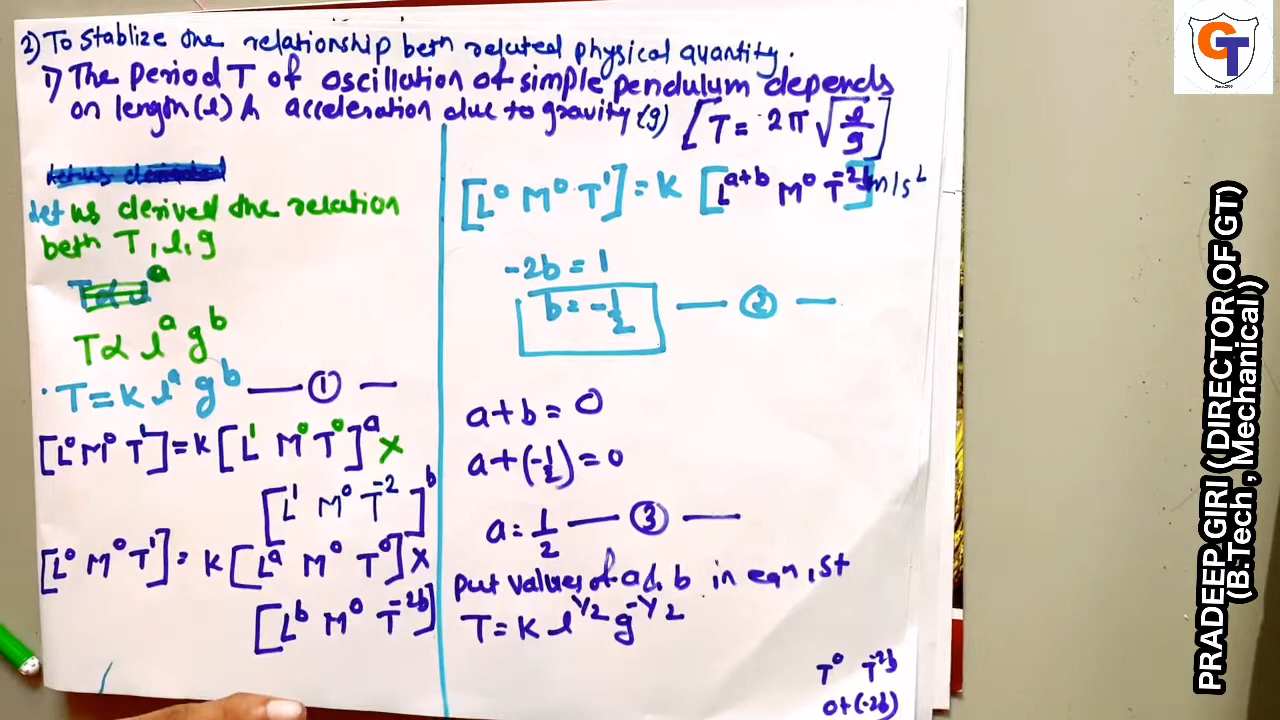 2) To stablize the relationship betn related physical quantity.
1) The period T of oscillation of simple pendulum depends
on length (l) & acceleration due to gravity (g) [T = 2π √(l/g)]
Let us derived the relation
betn T, l, g
T ∝ l^a g^b
T = K l^a g^b —— ① —
[L⁰ M⁰ T¹] = K [L¹ M⁰ T⁰]^a ×
[L¹ M⁰ T⁻²]^b
[L⁰ M⁰ T¹] = K [L^a M⁰ T⁰] ×
[L^b M⁰ T^-2b]
[L⁰ M⁰ T¹] = K [L^a+b M⁰ T^-2b] m/s²
-2b = 1
b = -1/2 —— ② —
a + b = 0
a + (-1/2) = 0
a = 1/2 —— ③ ——
Put values of a & b in eqn 1st
T = K l^1/2 g^-1/2
T⁰ T^-2b
0+(-2b)
GT
PRADEEP GIRI ( DIRECTOR OF GT)
(B.Tech , Mechanical )